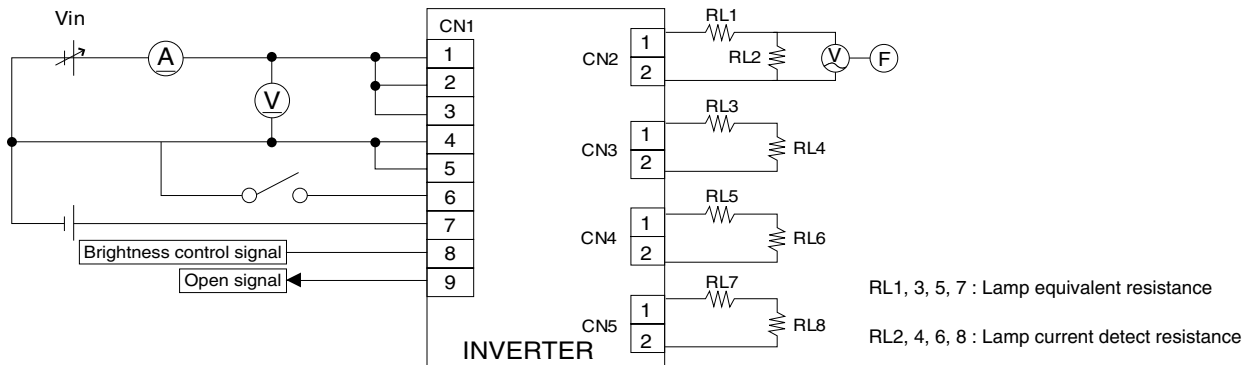 Vin
A
V
CN1
1
2
3
4
5
6
7
8
9
Brightness control signal
Open signal
INVERTER
CN2
1
2
RL1
RL2
V
F
CN3
1
2
RL3
RL4
CN4
1
2
RL5
RL6
CN5
1
2
RL7
RL8
RL1, 3, 5, 7 : Lamp equivalent resistance
RL2, 4, 6, 8 : Lamp current detect resistance